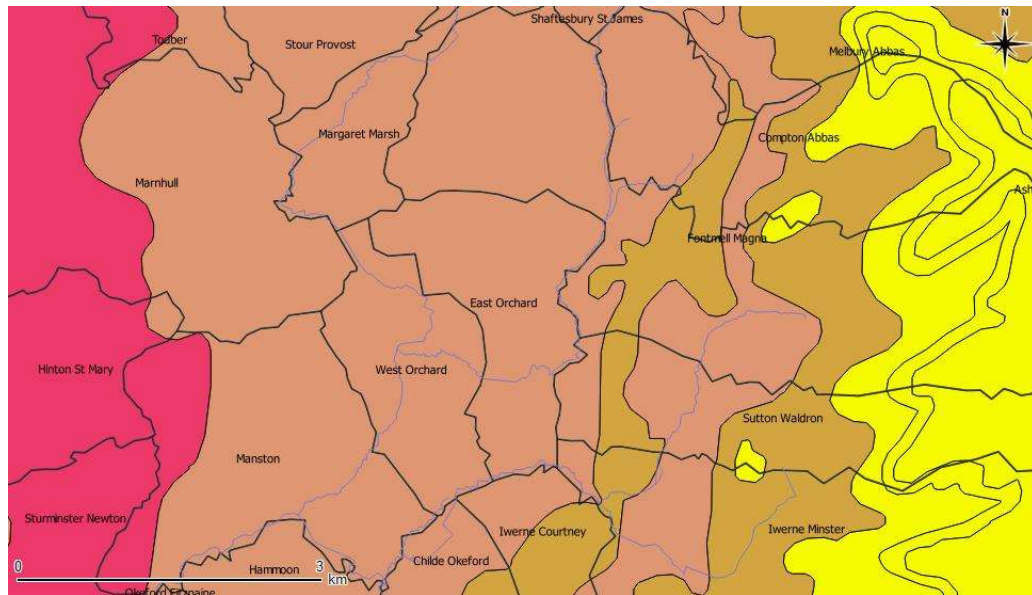 Todber
Stour Provost
Shaftesbury St James
N
Melbury Abbas
Margaret Marsh
Compton Abbas
Marnhull
Ash
Fontmell Magna
East Orchard
Hinton St Mary
West Orchard
Sutton Waldron
Manston
Sturminster Newton
Iwerne Courtney
Iwerne Minster
Childe Okeford
Hammoon
0 3
km
Okeford Fitzpaine